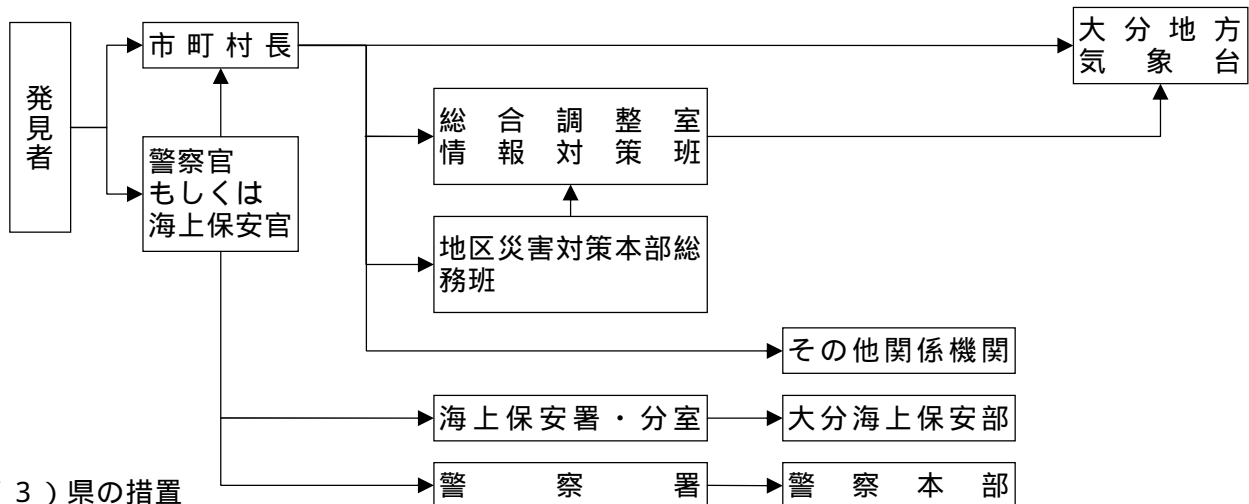 発見者
市町村長
大分地方
気象台
総合調整室
情報対策班
警察官
もしくは
海上保安官
地区災害対策本部総
務班
その他関係機関
海上保安署・分室
大分海上保安部
警察署
警察本部
３）県の措置